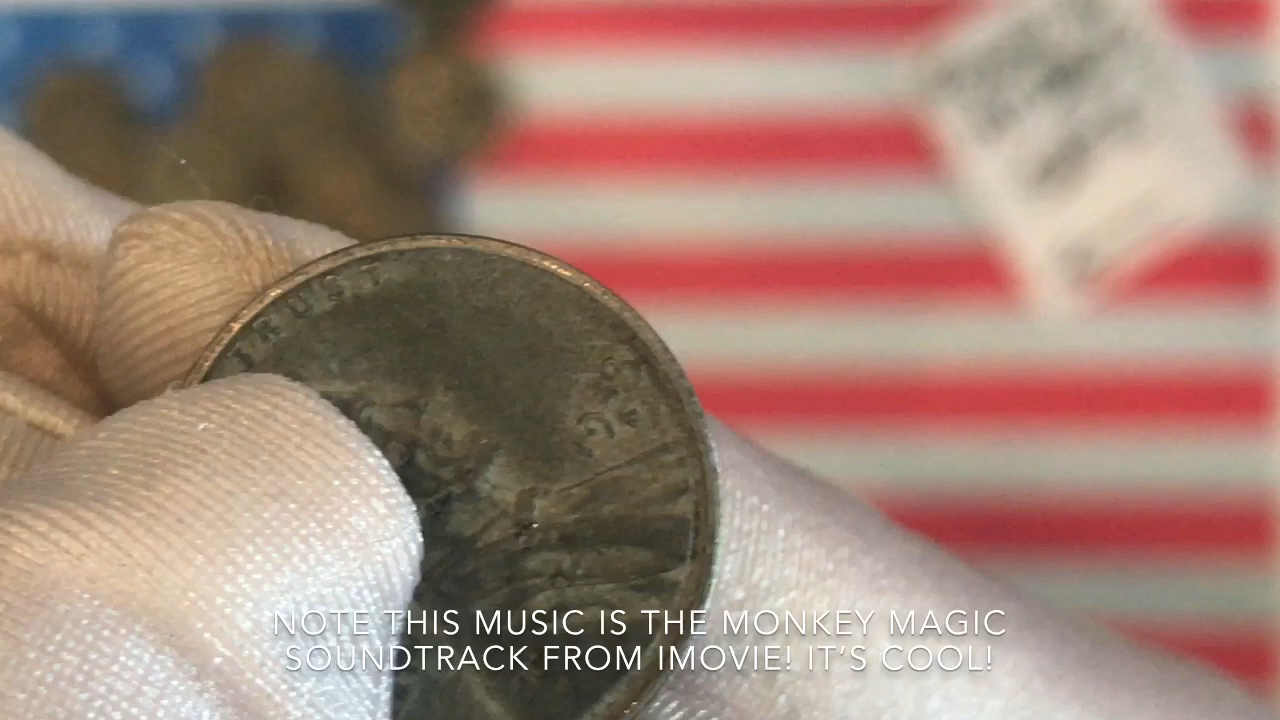 TRUST
NOTE THIS MUSIC IS THE MONKEY MAGIC
SOUNDTRACK FROM IMOVIE! IT'S COOL!